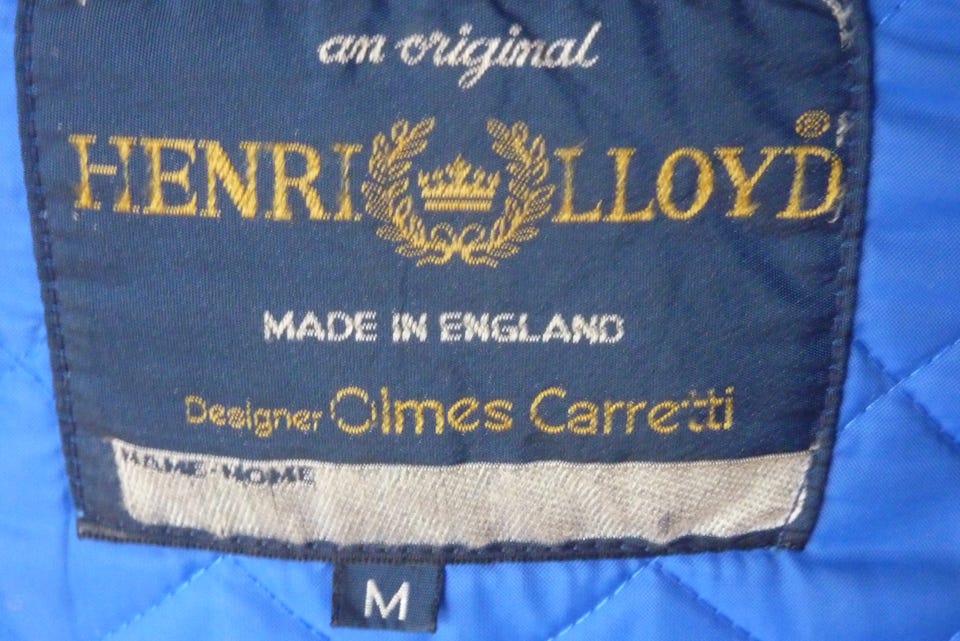 an original
HENRI LLOYD®
MADE IN ENGLAND
Designer Olmes Carretti
NAME·NOME
M